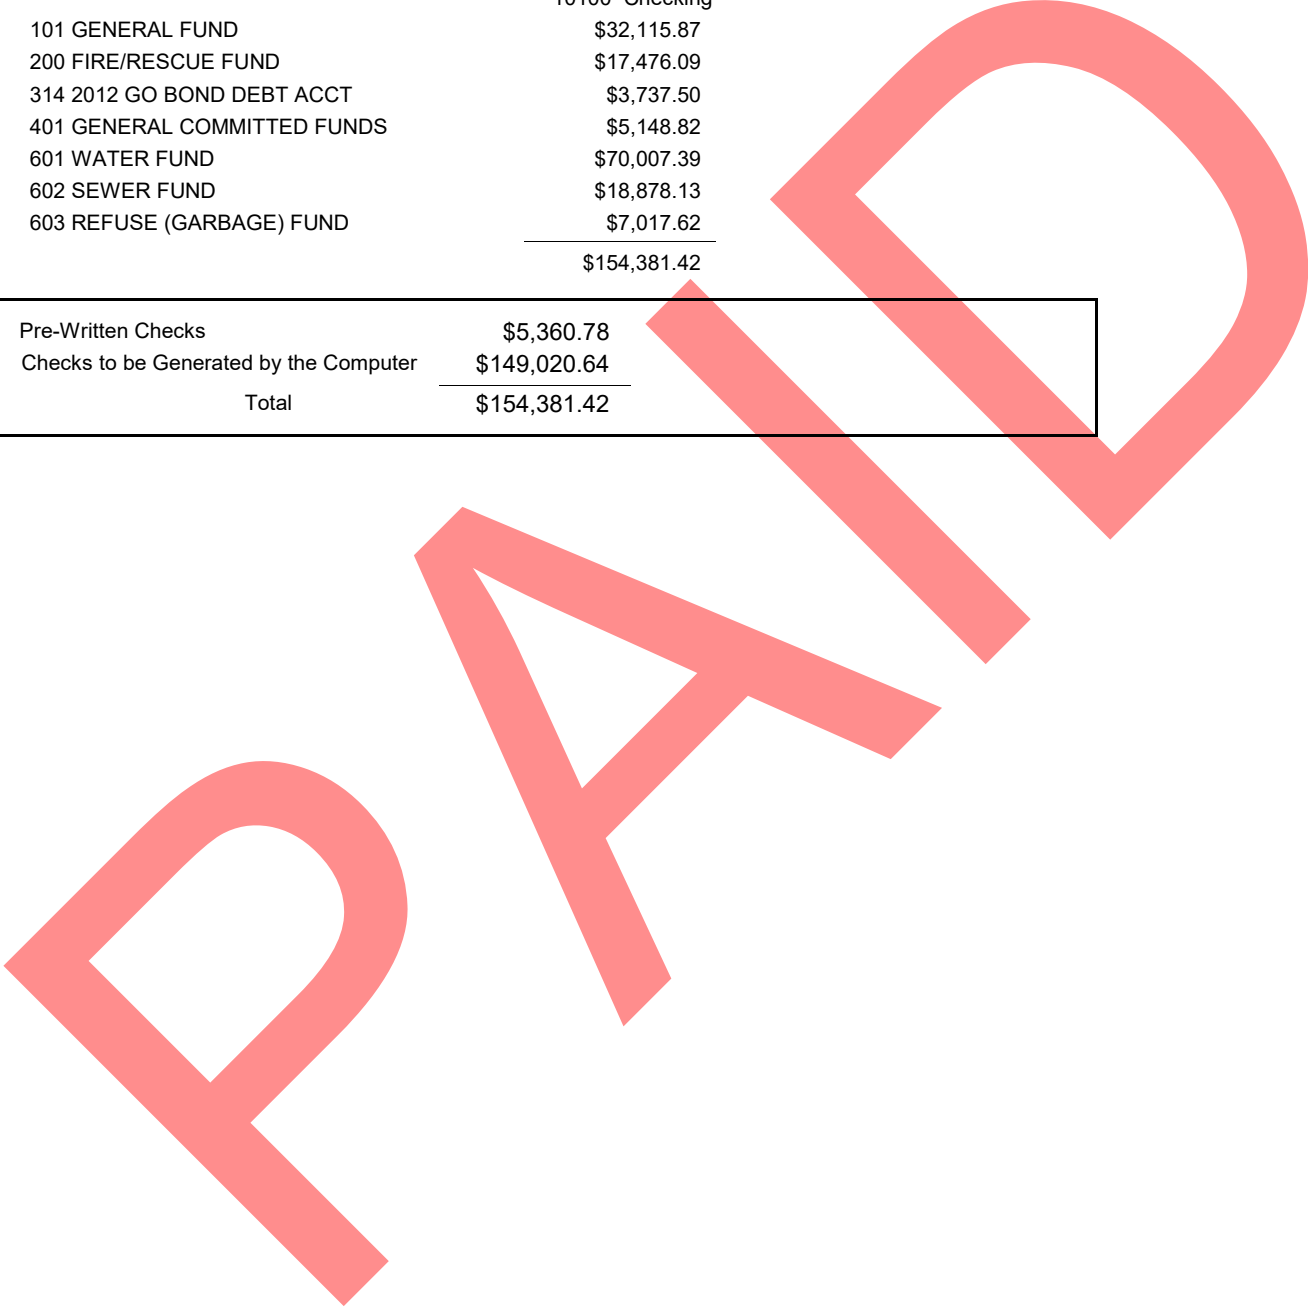 10100 Checking
101 GENERAL FUND $32,115.87
200 FIRE/RESCUE FUND $17,476.09
314 2012 GO BOND DEBT ACCT $3,737.50
401 GENERAL COMMITTED FUNDS $5,148.82
601 WATER FUND $70,007.39
602 SEWER FUND $18,878.13
603 REFUSE (GARBAGE) FUND $7,017.62
$154,381.42
Pre-Written Checks $5,360.78
Checks to be Generated by the Computer $149,020.64
Total $154,381.42
PAID